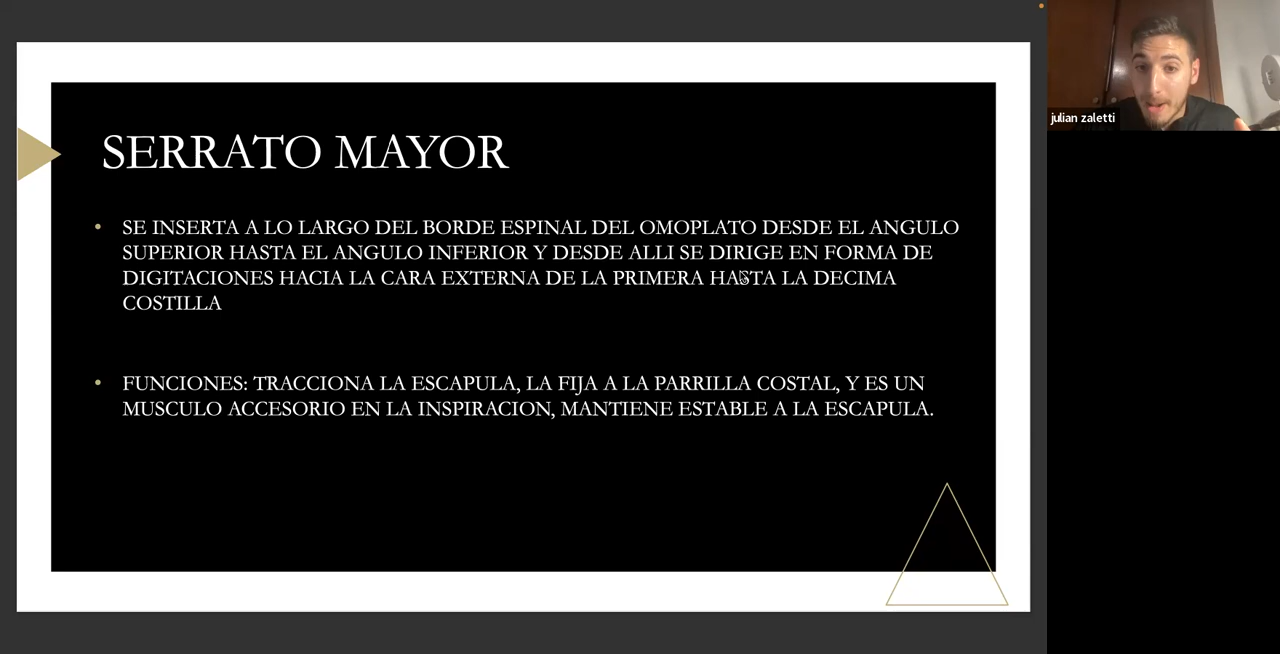 SERRATO MAYOR
• SE INSERTA A LO LARGO DEL BORDE ESPINAL DEL OMOPLATO DESDE EL ANGULO
SUPERIOR HASTA EL ANGULO INFERIOR Y DESDE ALLI SE DIRIGE EN FORMA DE
DIGITACIONES HACIA LA CARA EXTERNA DE LA PRIMERA HASTA LA DECIMA
COSTILLA
• FUNCIONES: TRACCIONA LA ESCAPULA, LA FIJA A LA PARRILLA COSTAL, Y ES UN
MUSCULO ACCESORIO EN LA INSPIRACION, MANTIENE ESTABLE A LA ESCAPULA.
julian zaletti